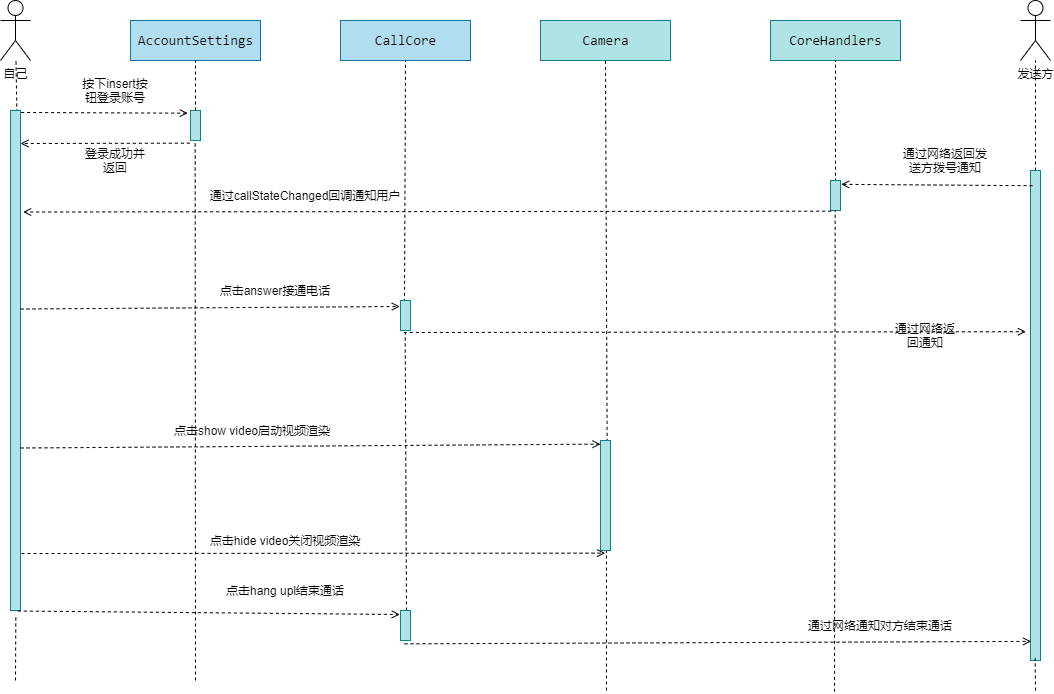 AccountSettings
CallCore
Camera
CoreHandlers
自己
发送方
按下insert按
钮登录账号
登录成功并
返回
通过网络返回发
送方拨号通知
通过callStateChanged回调通知用户
点击answer接通电话
通过网络返
回通知
点击show video启动视频渲染
点击hide video关闭视频渲染
点击hang upl结束通话
通过网络通知对方结束通话